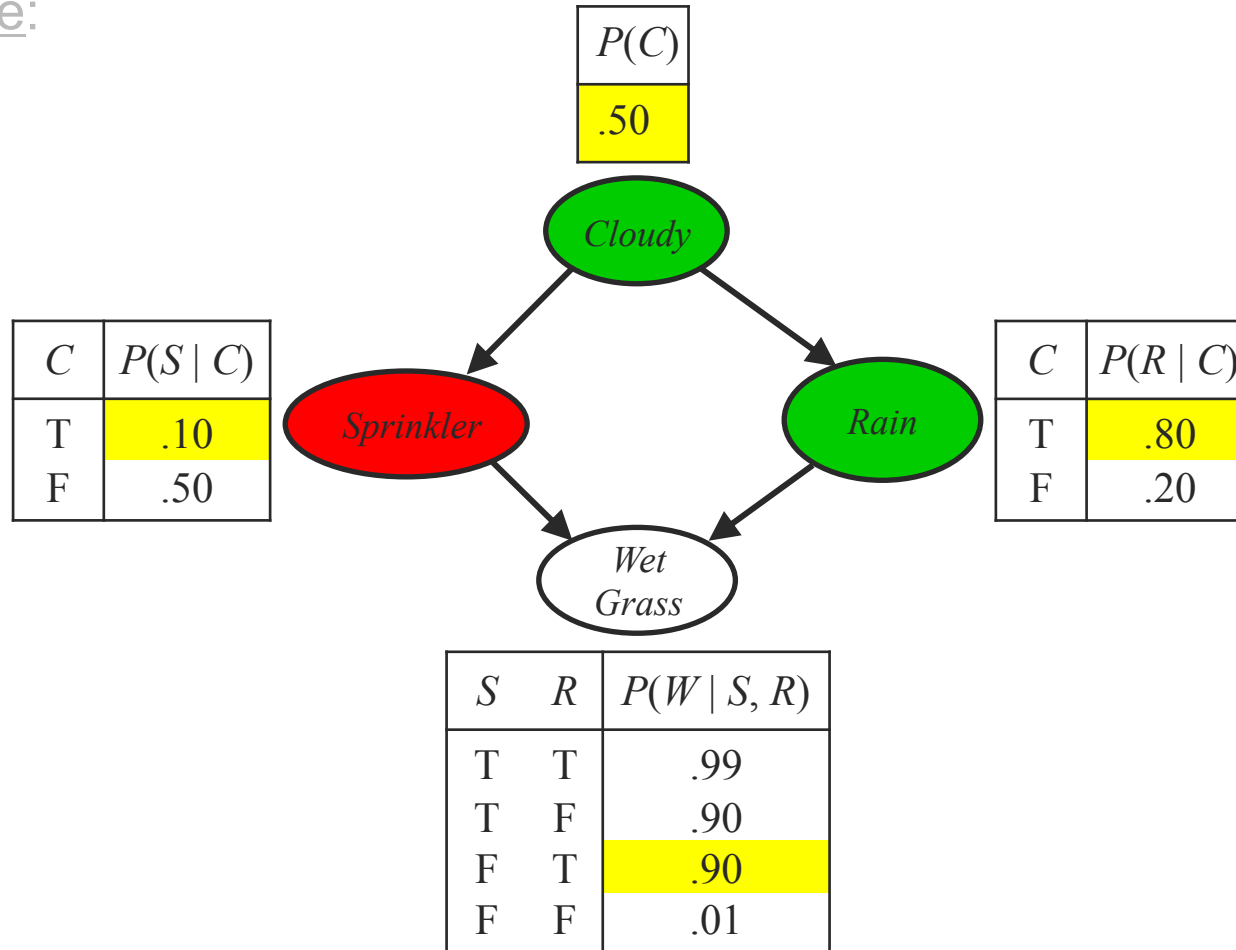 e:
P(C)
.50
Cloudy
C P(S | C)
T .10
F .50
Sprinkler
Rain
C P(R | C)
T .80
F .20
Wet
Grass
S R P(W | S, R)
T T .99
T F .90
F T .90
F F .01